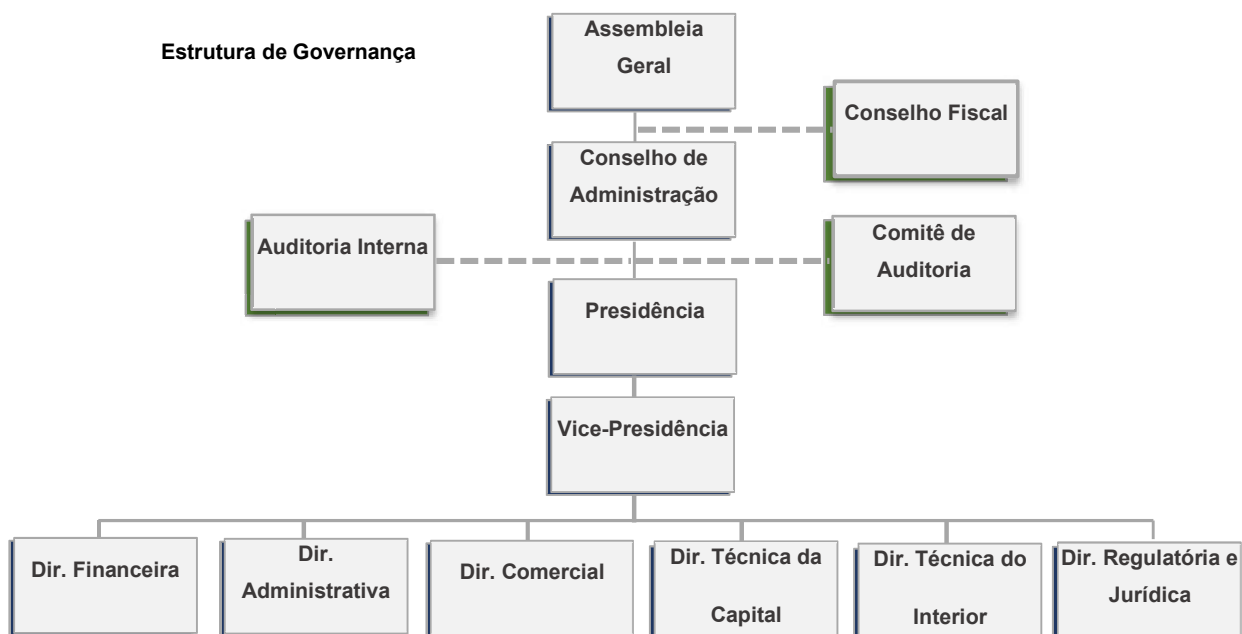 Estrutura de Governança
Assembleia
Geral
Conselho Fiscal
Conselho de
Administração
Auditoria Interna
Comitê de
Auditoria
Presidência
Vice-Presidência
Dir. Financeira
Dir.
Administrativa
Dir. Comercial
Dir. Técnica da
Capital
Dir. Técnica do
Interior
Dir. Regulatória e
Jurídica